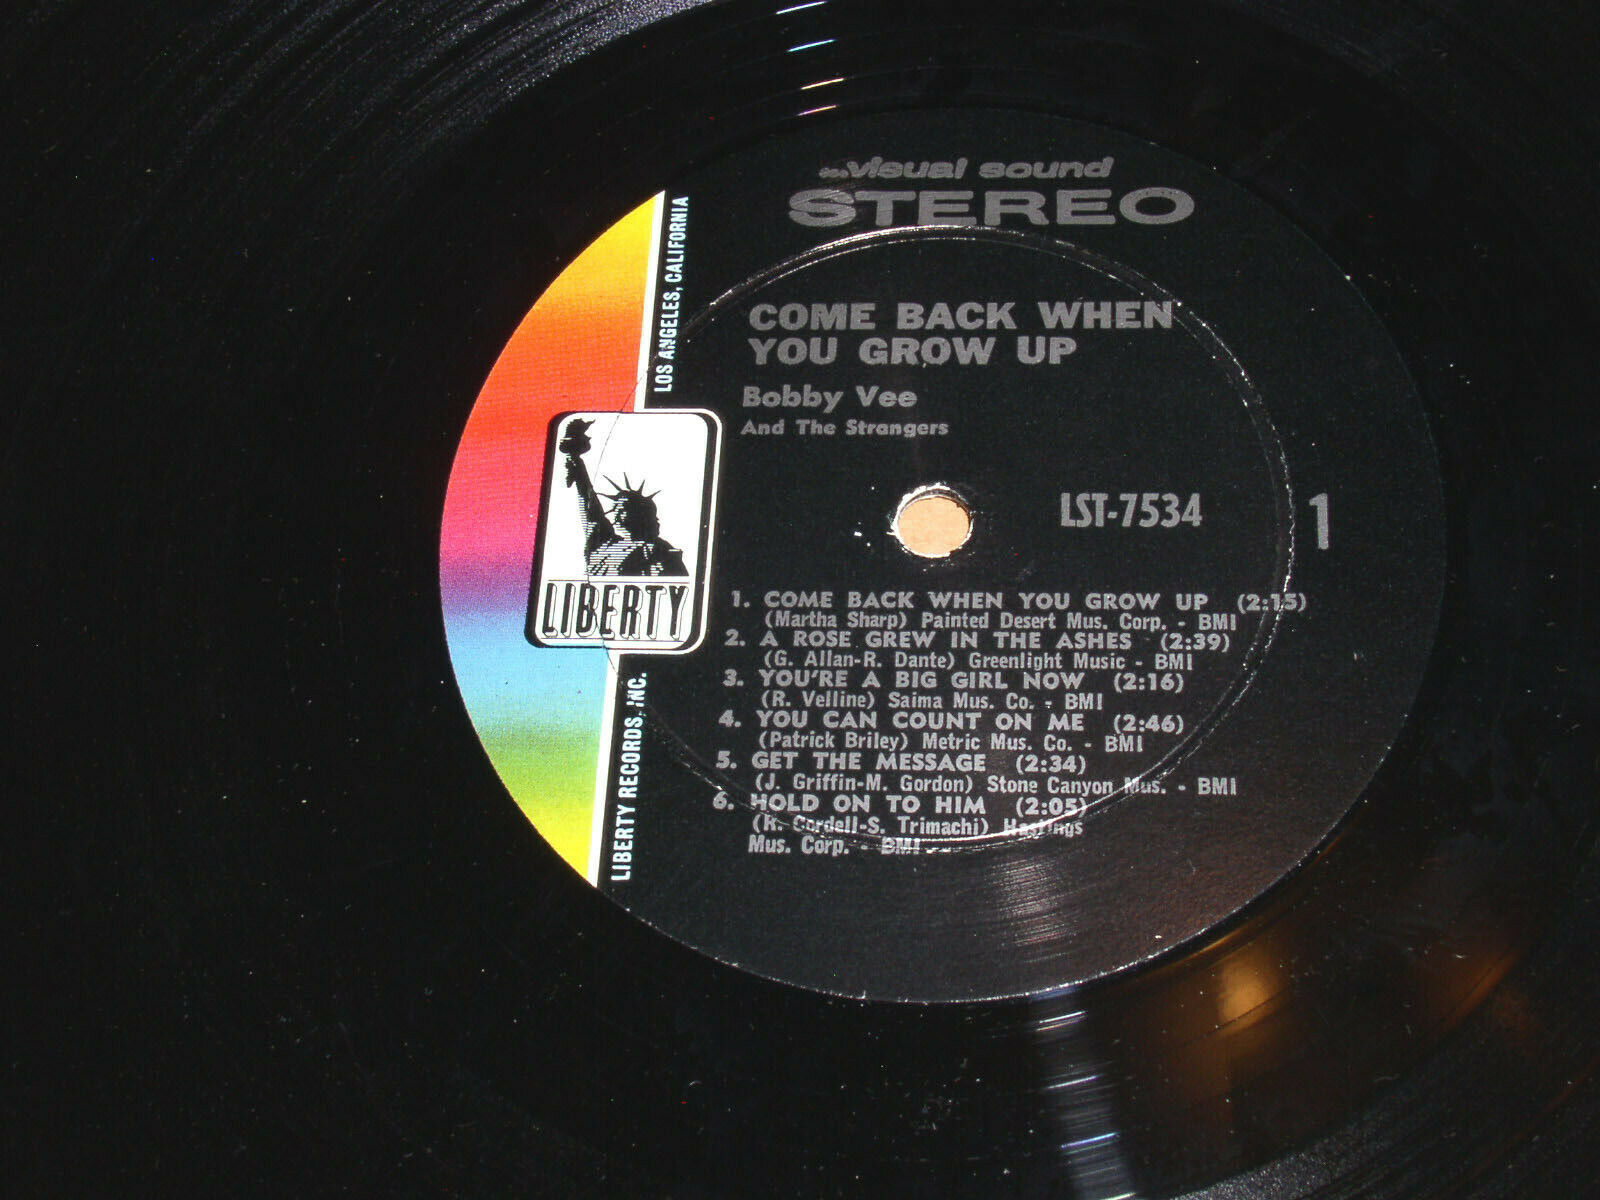 ...visual sound
STEREO
LOS ANGELES, CALIFORNIA
COME BACK WHEN
YOU GROW UP
Bobby Vee
And The Strangers
LST-7534
1
LIBERTY
LIBERTY RECORDS, INC.
1. COME BACK WHEN YOU GROW UP (2:15)
(Martha Sharp) Painted Desert Mus. Corp. - BMI
2. A ROSE GREW IN THE ASHES (2:39)
(G. Allan-R. Dante) Greenlight Music - BMI
3. YOU'RE A BIG GIRL NOW (2:16)
(R. Velline) Saima Mus. Co. - BMI
4. YOU CAN COUNT ON ME (2:46)
(Patrick Briley) Metric Mus. Co. - BMI
5. GET THE MESSAGE (2:34)
(J. Griffin-M. Gordon) Stone Canyon Mus. - BMI
6. HOLD ON TO HIM (2:05)
(R. Cordell-S. Trimachi) Hastings
Mus. Corp. - BMI